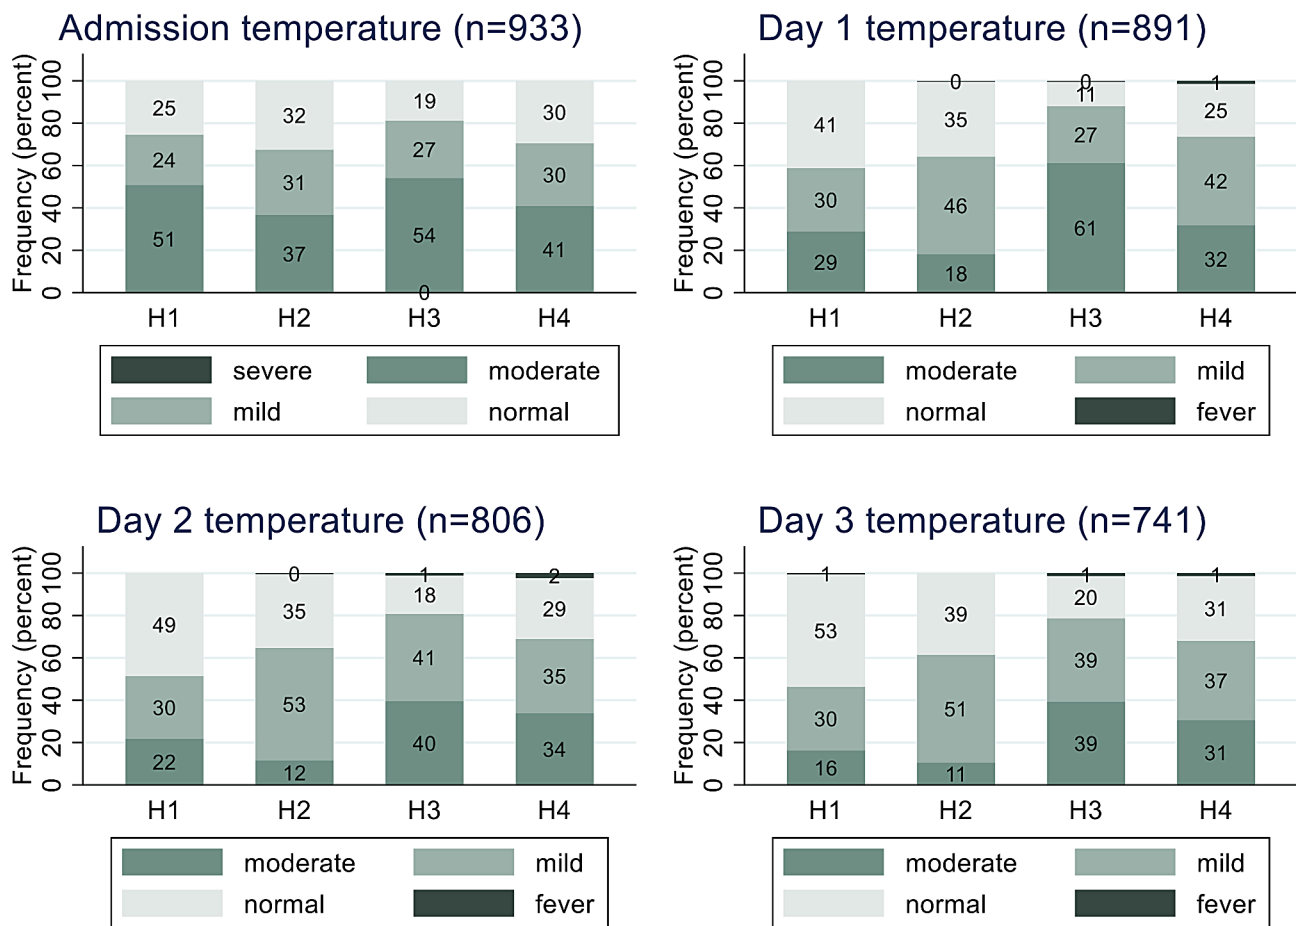 Admission temperature (n=933)
Frequency (percent)
0 20 40 60 80 100
25
24
51
32
31
37
19
27
54
0
30
30
41
H1 H2 H3 H4
severe moderate
mild normal
Day 1 temperature (n=891)
Frequency (percent)
0 20 40 60 80 100
41
30
29
0
35
46
18
0
11
27
61
1
25
42
32
H1 H2 H3 H4
moderate mild
normal fever
Day 2 temperature (n=806)
Frequency (percent)
0 20 40 60 80 100
49
30
22
0
35
53
12
1
18
41
40
2
29
35
34
H1 H2 H3 H4
moderate mild
normal fever
Day 3 temperature (n=741)
Frequency (percent)
0 20 40 60 80 100
1
53
30
16
39
51
11
1
20
39
39
1
31
37
31
H1 H2 H3 H4
moderate mild
normal fever